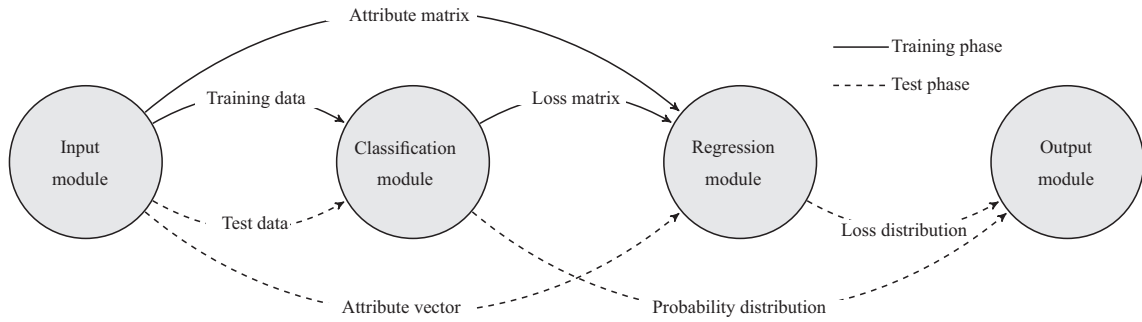 Attribute matrix
Training phase
Test phase
Training data
Loss matrix
Input
module
Classification
module
Regression
module
Output
module
Test data
Loss distribution
Attribute vector
Probability distribution